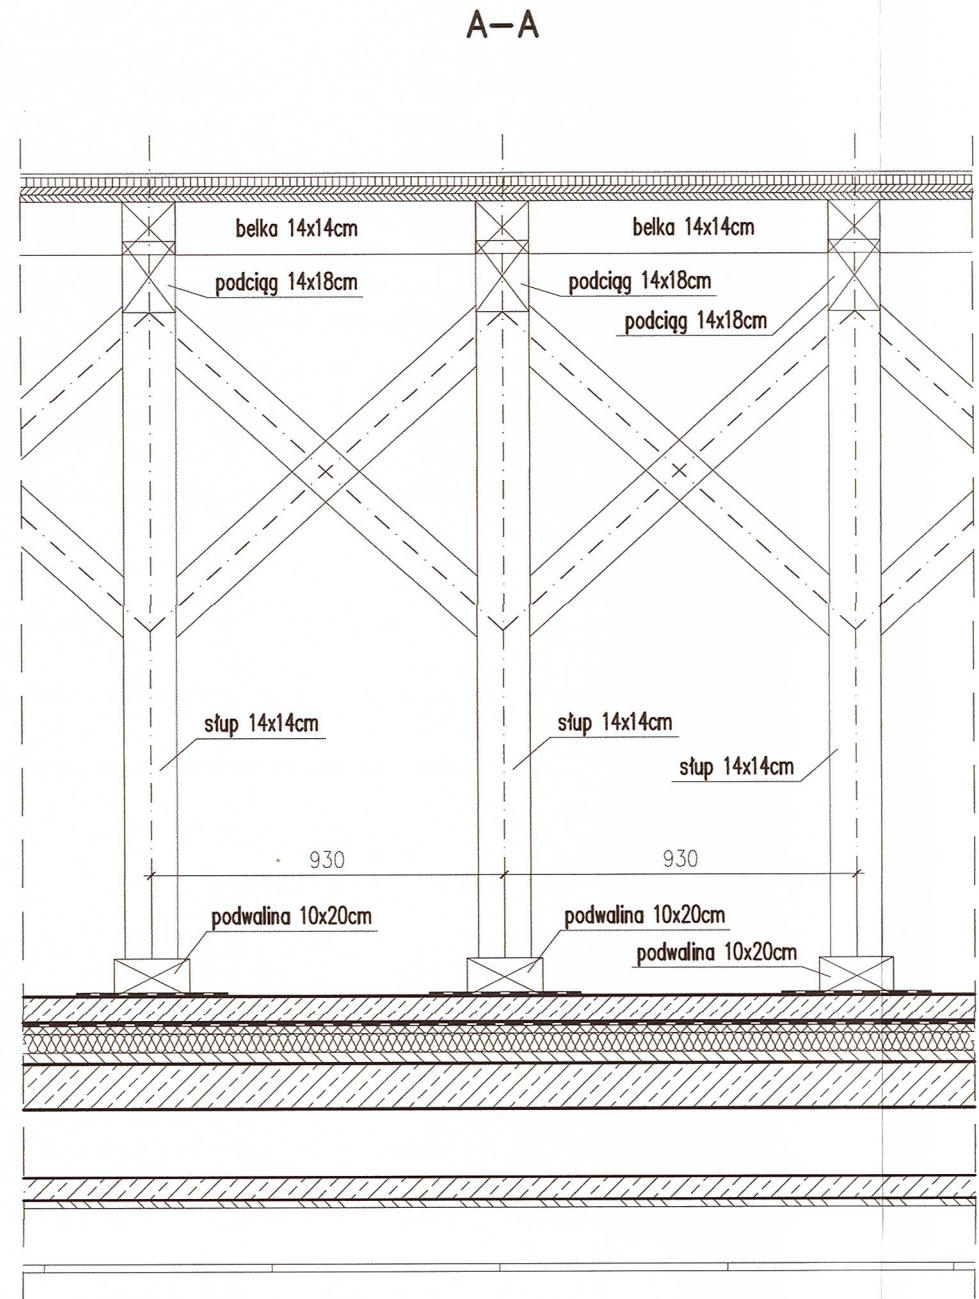 A-A
belka 14x14cm
belka 14x14cm
podciąg 14x18cm
podciąg 14x18cm
podciąg 14x18cm
słup 14x14cm
słup 14x14cm
słup 14x14cm
930
930
podwalina 10x20cm
podwalina 10x20cm
podwalina 10x20cm